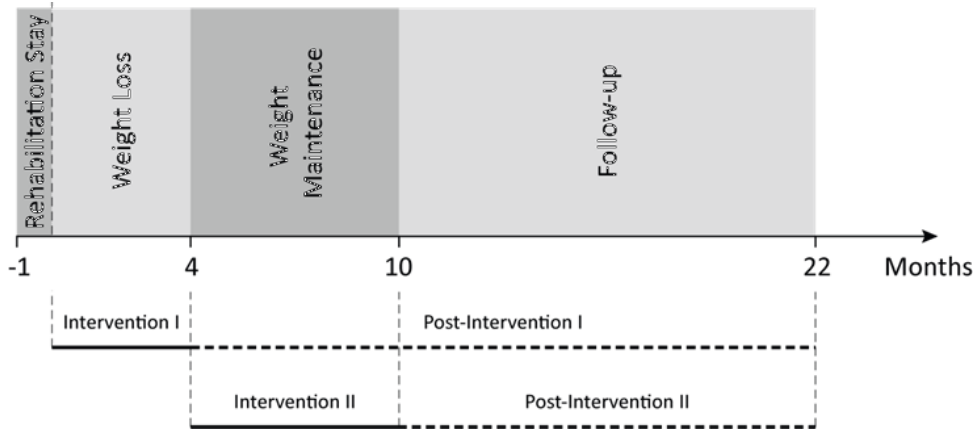 Rehabilitation Stay
Weight Loss
Weight
Maintenance
Follow-up
-1 4 10 22 Months
Intervention I Post-Intervention I
Intervention II Post-Intervention II